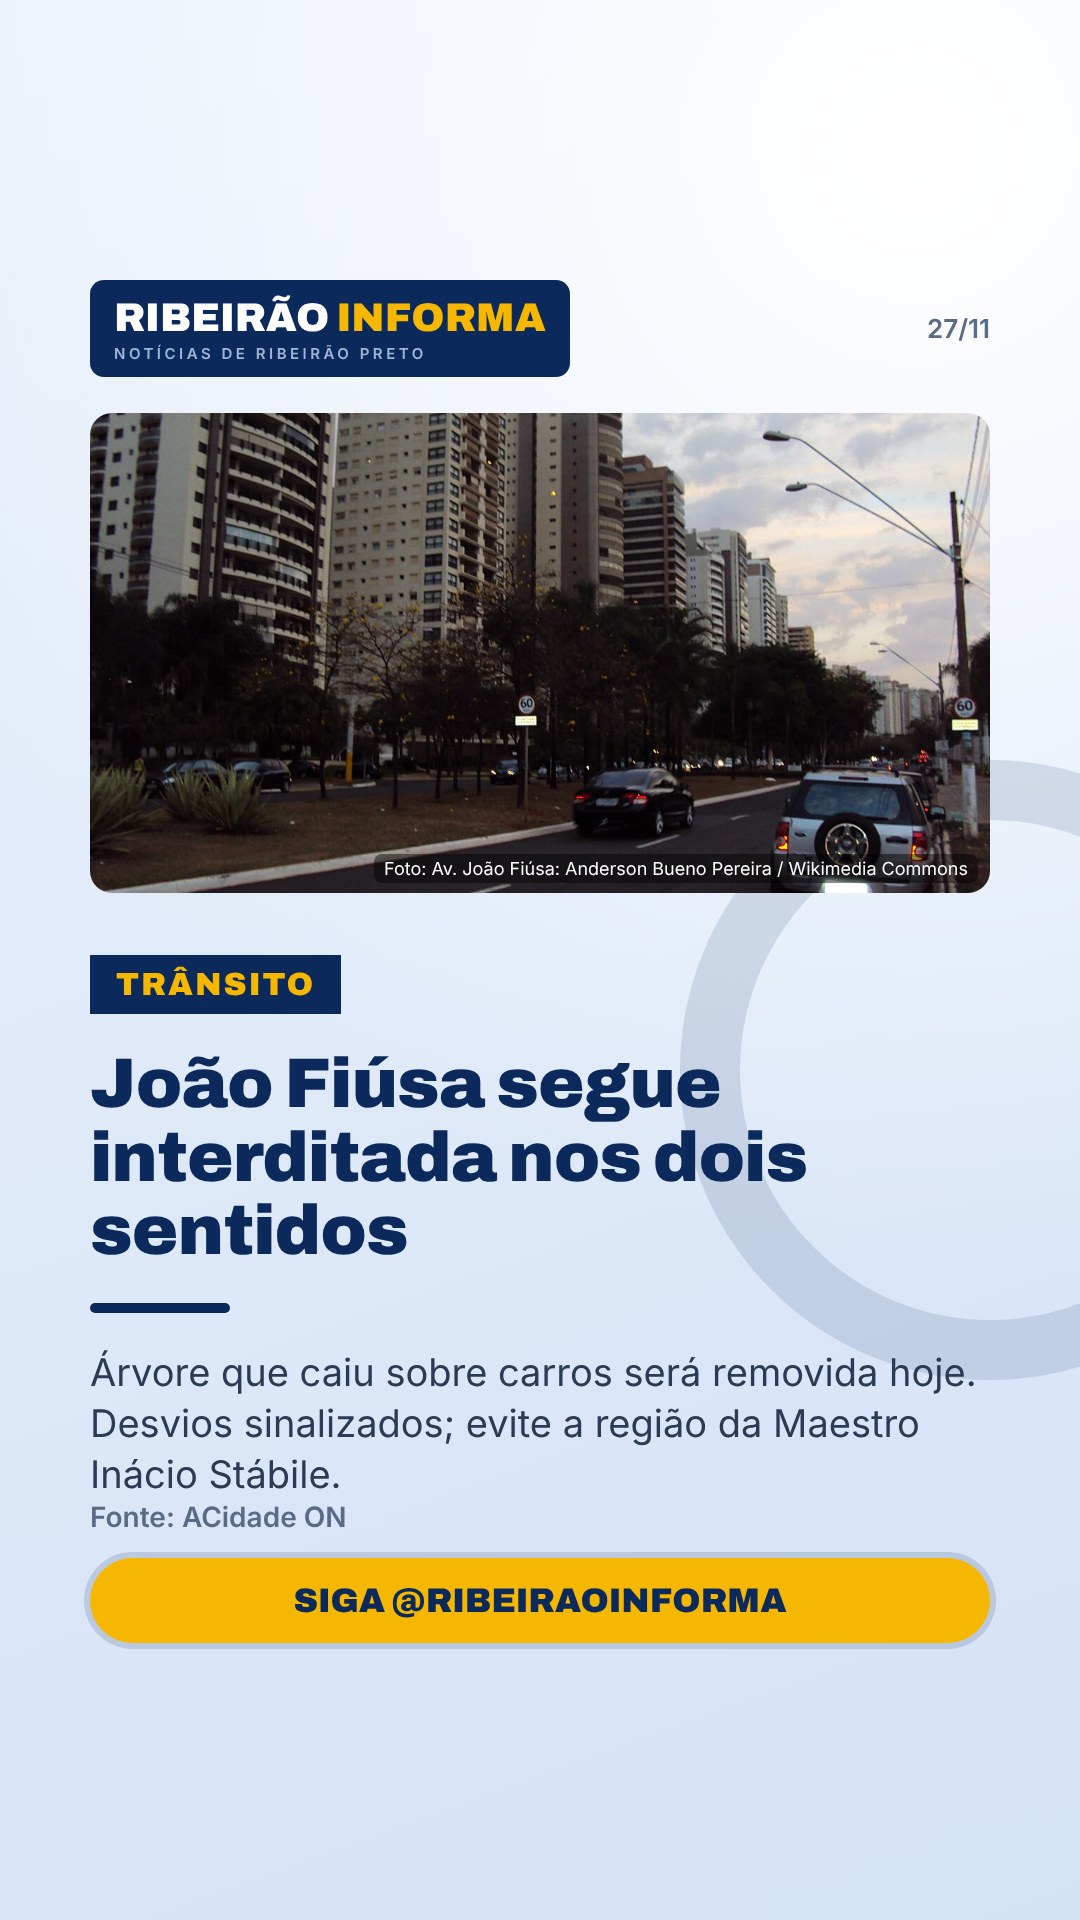 RIBEIRÃO INFORMA
NOTÍCIAS DE RIBEIRÃO PRETO
27/11
60
60
Foto: Av. João Fiúsa: Anderson Bueno Pereira / Wikimedia Commons
TRÂNSITO
João Fiúsa segue
interditada nos dois
sentidos
Árvore que caiu sobre carros será removida hoje.
Desvios sinalizados; evite a região da Maestro
Inácio Stábile.
Fonte: ACidade ON
SIGA @RIBEIRAOINFORMA